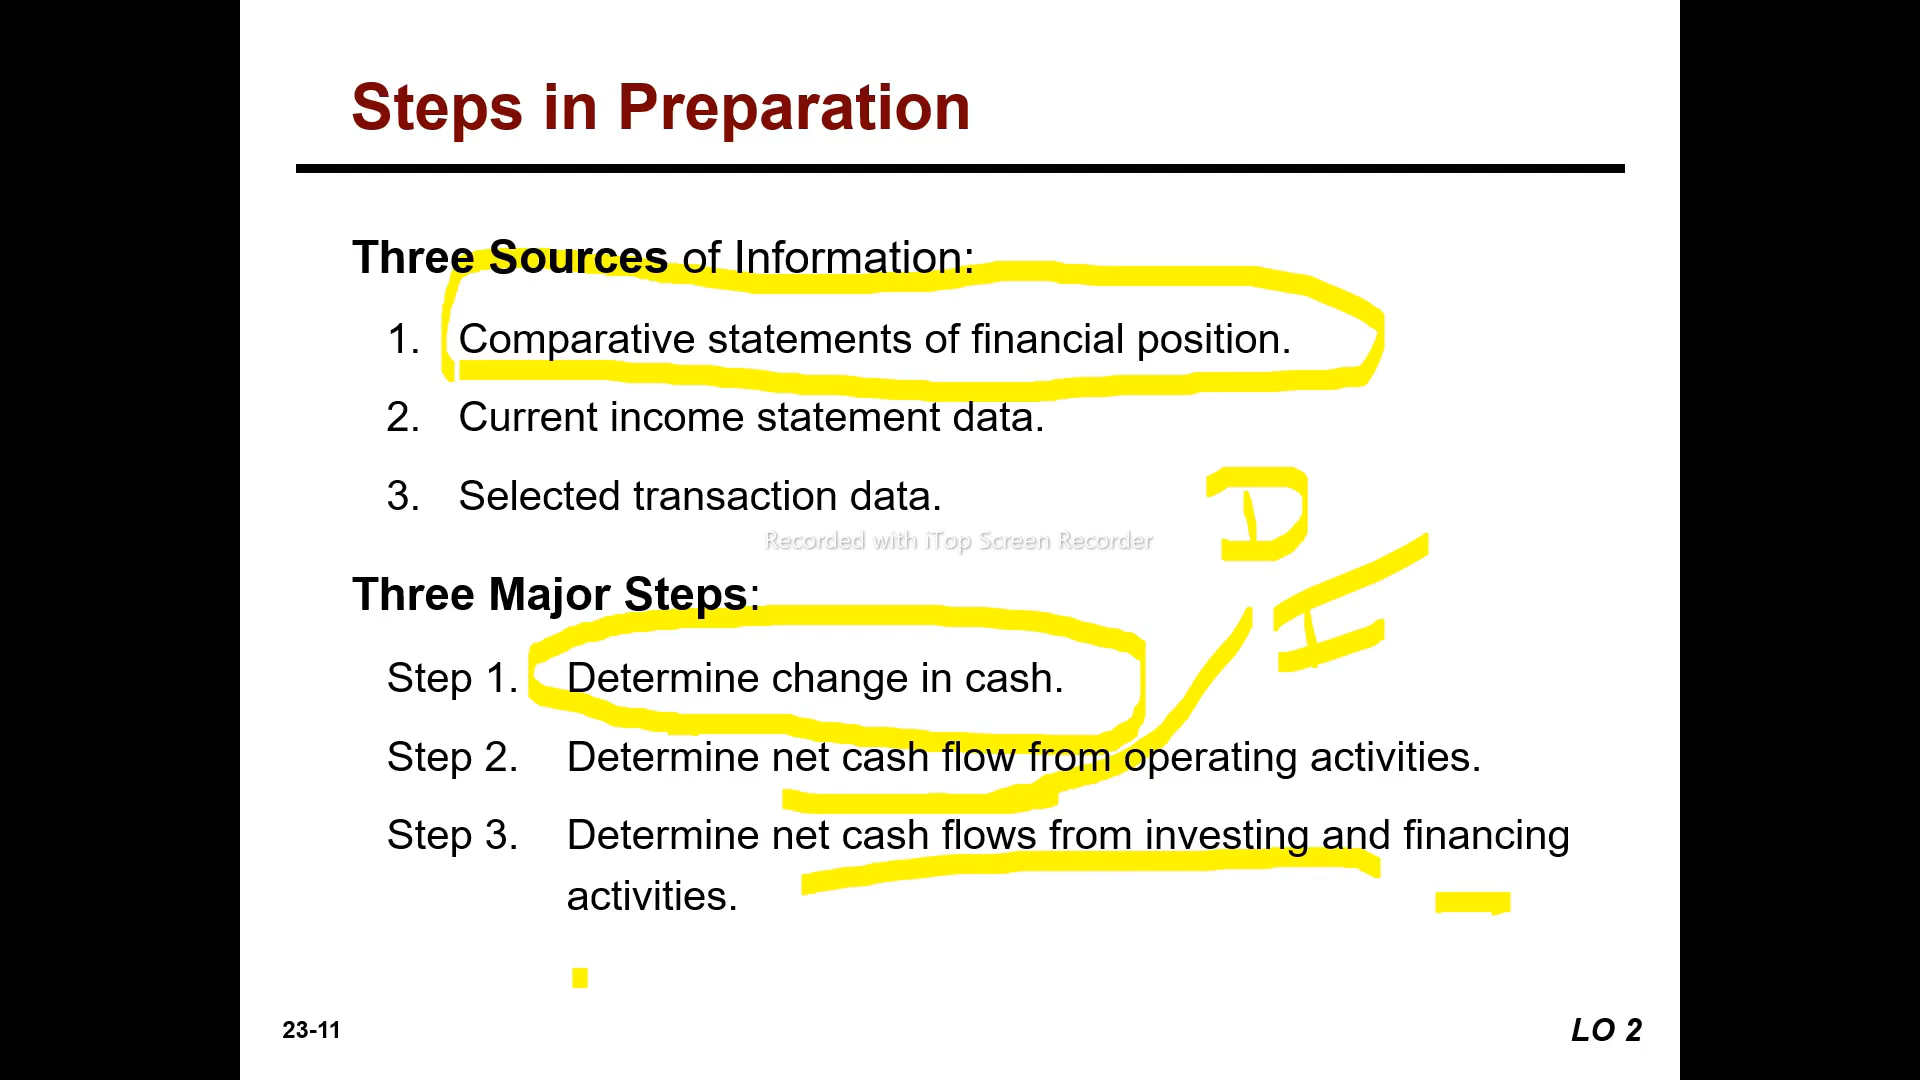 Steps in Preparation
Three Sources of Information:
1. Comparative statements of financial position.
2. Current income statement data.
3. Selected transaction data.
D
Recorded with iTop Screen Recorder
I
Three Major Steps:
Step 1. Determine change in cash.
Step 2. Determine net cash flow from operating activities.
Step 3. Determine net cash flows from investing and financing
activities.
23-11
LO 2